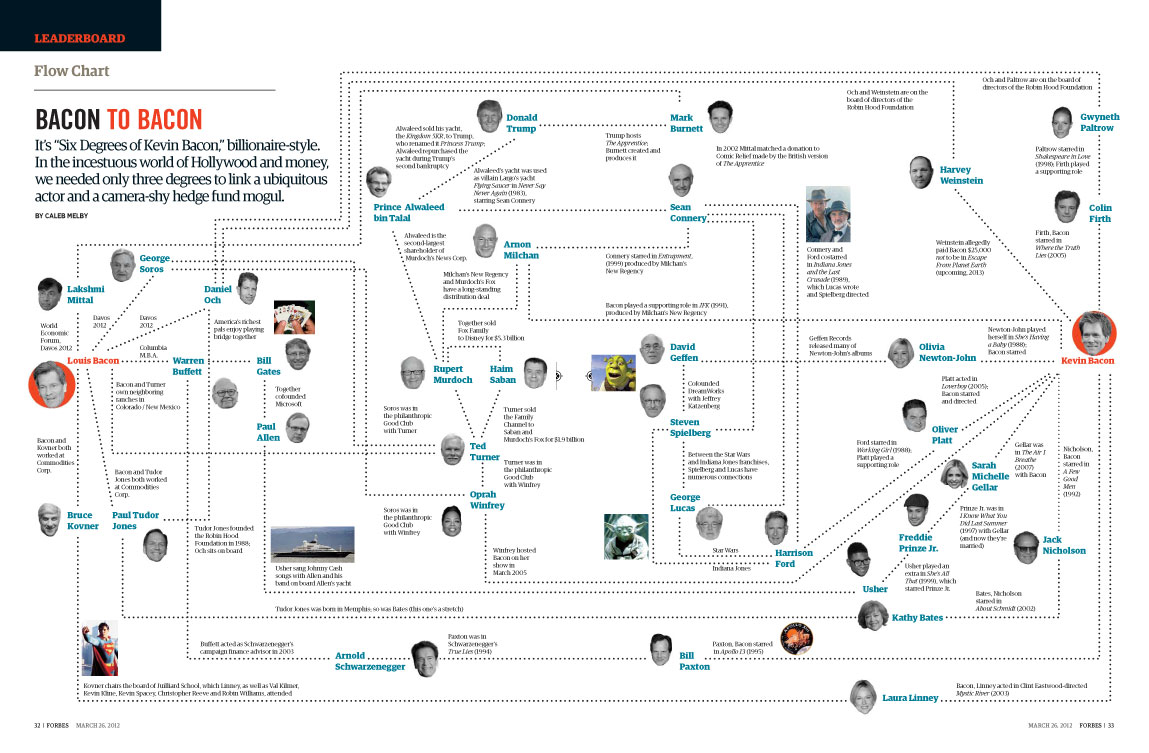 LEADERBOARD
Flow Chart
BACON TO BACON
It's “Six Degrees of Kevin Bacon,” billionaire-style.
In the incestuous world of Hollywood and money,
we needed only three degrees to link a ubiquitous
actor and a camera-shy hedge fund mogul.
BY CALEB MELBY
Och and Paltrow are on the board of
directors of the Robin Hood Foundation
Och and Weinstein are on the
board of directors of the
Robin Hood Foundation
Donald
Trump
Mark
Burnett
Gwyneth
Paltrow
Alwaleed sold his yacht,
the Kingdom 5KR, to Trump,
who renamed it Princess Trump;
Alwaleed repurchased the
yacht during Trump's
second bankruptcy
Trump hosts
The Apprentice;
Burnett created and
produces it
In 2002 Mittal matched a donation to
Comic Relief made by the British version
of The Apprentice
Paltrow starred in
Shakespeare in Love
(1998); Firth played
a supporting role
Harvey
Weinstein
Alwaleed's yacht was used
as villain Largo's yacht
Flying Saucer in Never Say
Never Again (1983),
starring Sean Connery
Prince Alwaleed
bin Talal
Sean
Connery
Colin
Firth
Alwaleed is the
second-largest
shareholder of
Murdoch's News Corp.
Arnon
Milchan
Connery starred in Entrapment,
(1999) produced by Milchan's
New Regency
Connery and
Ford costarred
in Indiana Jones
and the Last
Crusade (1989),
which Lucas wrote
and Spielberg directed
Weinstein allegedly
paid Bacon $25,000
not to be in Escape
From Planet Earth
(upcoming, 2013)
Firth, Bacon
starred in
Where the Truth
Lies (2005)
George
Soros
Lakshmi
Mittal
Daniel
Och
Milchan's New Regency
and Murdoch's Fox
have a long-standing
distribution deal
Bacon played a supporting role in JFK (1991),
produced by Milchan's New Regency
World
Economic
Forum,
Davos 2012
Davos
2012
Davos
2012
Columbia
M.B.A.
America's richest
pals enjoy playing
bridge together
Together sold
Fox Family
to Disney for $5.3 billion
David
Geffen
Geffen Records
released many of
Newton-John's albums
Olivia
Newton-John
Newton-John played
herself in She's Having
a Baby (1988);
Bacon starred
Louis Bacon
Kevin Bacon
Warren
Buffett
Bill
Gates
Rupert
Murdoch
Haim
Saban
Bacon and Turner
own neighboring
ranches in
Colorado / New Mexico
Together
cofounded
Microsoft
Cofounded
DreamWorks
with Jeffrey
Katzenberg
Platt acted in
Loverboy (2005);
Bacon starred
and directed
Soros was in
the philanthropic
Good Club
with Turner
Turner sold
the Family
Channel to
Saban and
Murdoch's Fox for $1.9 billion
Paul
Allen
Steven
Spielberg
Oliver
Platt
Bacon and
Kovner both
worked at
Commodities
Corp.
Ted
Turner
Ford starred in
Working Girl (1988);
Platt played a
supporting role
Gellar was
in The Air I
Breathe
(2007)
with Bacon
Nicholson,
Bacon
starred in
A Few
Good
Men
(1992)
Bacon and Tudor
Jones both worked
at Commodities
Corp.
Turner was in
the philanthropic
Good Club
with Winfrey
Between the Star Wars
and Indiana Jones franchises,
Spielberg and Lucas have
numerous connections
Sarah
Michelle
Gellar
Oprah
Winfrey
George
Lucas
Bruce
Kovner
Paul Tudor
Jones
Soros was in
the philanthropic
Good Club
with Winfrey
Prinze Jr. was in
I Know What You
Did Last Summer
(1997) with Gellar
(and now they're
married)
Tudor Jones founded
the Robin Hood
Foundation in 1988;
Och sits on board
Freddie
Prinze Jr.
Jack
Nicholson
Winfrey hosted
Bacon on her
show in
March 2005
Star Wars
Indiana Jones
Harrison
Ford
Usher sang Johnny Cash
songs with Allen and his
band on board Allen's yacht
Usher played an
extra in She's All
That (1999), which
starred Prinze Jr.
Usher
Bates, Nicholson
starred in
About Schmidt (2002)
Tudor Jones was born in Memphis; so was Bates (this one's a stretch)
Kathy Bates
Buffett acted as Schwarzenegger's
campaign finance advisor in 2003
Arnold
Schwarzenegger
Paxton was in
Schwarzenegger's
True Lies (1994)
Bill
Paxton
Paxton, Bacon starred
in Apollo 13 (1995)
Kovner chairs the board of Juilliard School, which Linney, as well as Val Kilmer,
Kevin Kline, Kevin Spacey, Christopher Reeve and Robin Williams, attended
Laura Linney
Bacon, Linney acted in Clint Eastwood-directed
Mystic River (2003)
32 | FORBES MARCH 26, 2012
MARCH 26, 2012 FORBES | 33